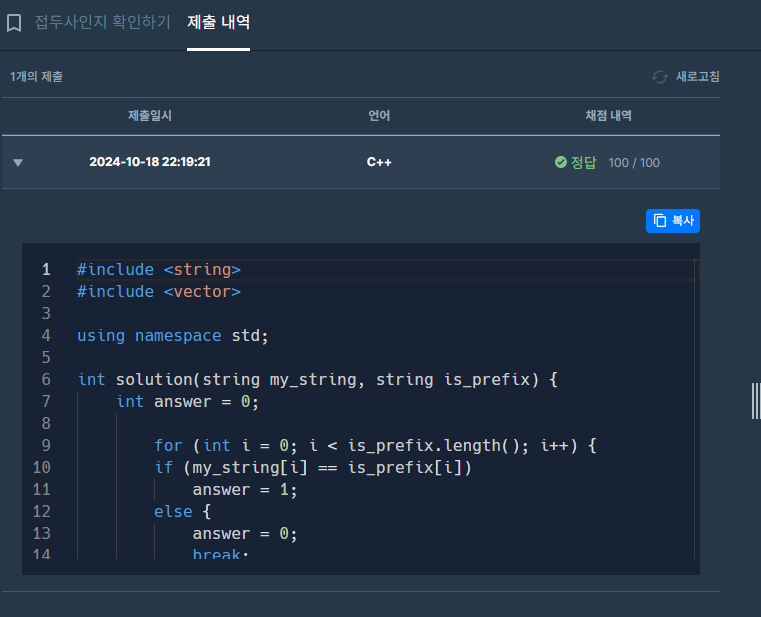 접두사인지 확인하기 제출 내역
1개의 제출 새로고침
제출일시 언어 채점 내역
2024-10-18 22:19:21 C++ 정답 100 / 100
복사
1 #include <string>
2 #include <vector>
3
4 using namespace std;
5
6 int solution(string my_string, string is_prefix) {
7 int answer = 0;
8
9 for (int i = 0; i < is_prefix.length(); i++) {
10 if (my_string[i] == is_prefix[i])
11 answer = 1;
12 else {
13 answer = 0;
14 break;